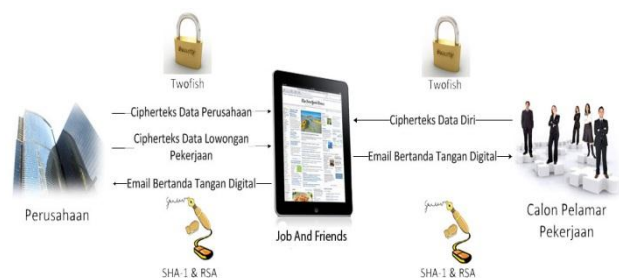 Twofish
Twofish
Cipherteks Data Perusahaan
Cipherteks Data Lowongan
Pekerjaan
Email Bertanda Tangan Digital
Cipherteks Data Diri
Email Bertanda Tangan Digital
Perusahaan
Job And Friends
Calon Pelamar
Pekerjaan
SHA-1 & RSA
SHA-1 & RSA